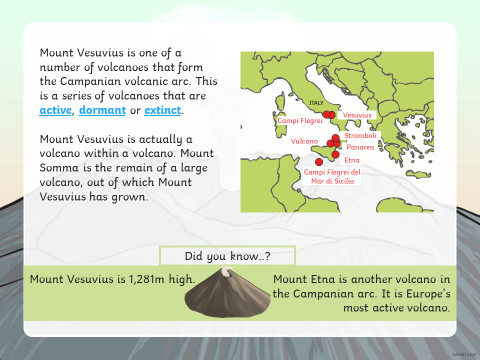 Mount Vesuvius is one of a
number of volcanoes that form
the Campanian volcanic arc. This
is a series of volcanoes that are
active, dormant or extinct.
Mount Vesuvius is actually a
volcano within a volcano. Mount
Somma is the remain of a large
volcano, out of which Mount
Vesuvius has grown.
ITALY
Campi Flegrei
Vesuvius
Stromboli
Vulcano
Panarea
Etna
Campi Flegrei del
Mar di Sicilia
Did you know..?
Mount Vesuvius is 1,281m high.
Mount Etna is another volcano in
the Campanian arc. It is Europe's
most active volcano.